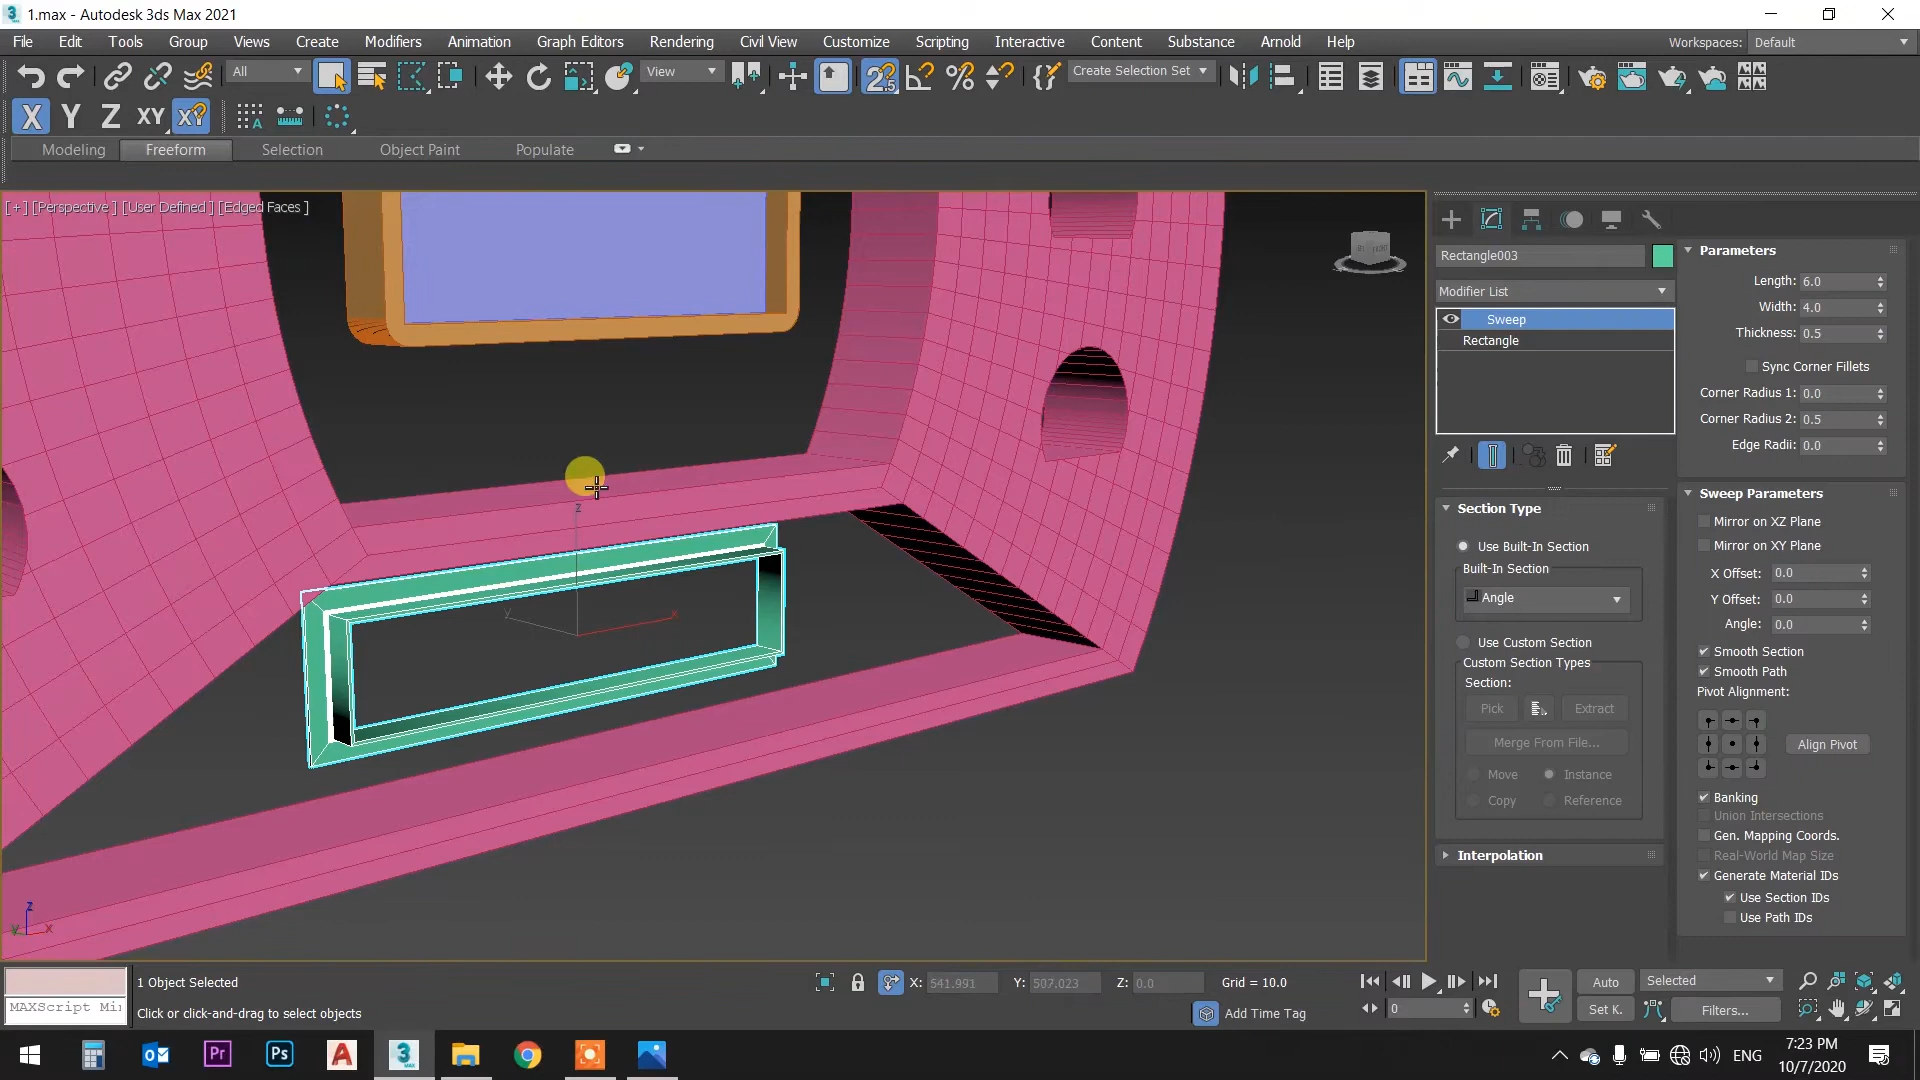 1.max - Autodesk 3ds Max 2021
File Edit Tools Group Views Create Modifiers Animation Graph Editors Rendering Civil View Customize Scripting Interactive Content Substance Arnold Help Workspaces: Default
All View Create Selection Set
X Y Z XY XY
Modeling Freeform Selection Object Paint Populate
[ + ] [Perspective ] [User Defined ] [Edged Faces ]
Rectangle003
Modifier List
Sweep
Rectangle
Section Type
Use Built-In Section
Built-In Section
Angle
Use Custom Section
Custom Section Types
Section:
Pick Extract
Merge From File...
Move Instance
Copy Reference
Interpolation
Parameters
Length: 6.0
Width: 4.0
Thickness: 0.5
Sync Corner Fillets
Corner Radius 1: 0.0
Corner Radius 2: 0.5
Edge Radii: 0.0
Sweep Parameters
Mirror on XZ Plane
Mirror on XY Plane
X Offset: 0.0
Y Offset: 0.0
Angle: 0.0
Smooth Section
Smooth Path
Pivot Alignment:
Align Pivot
Banking
Union Intersections
Gen. Mapping Coords.
Real-World Map Size
Generate Material IDs
Use Section IDs
Use Path IDs
z
y x
z
y x
MAXScript Mi
1 Object Selected
Click or click-and-drag to select objects
X: 541.991 Y: 507.023 Z: 0.0 Grid = 10.0
Add Time Tag
0
Auto Selected
Set K. Filters...
Pr Ps A 3 MAX
ENG
7:23 PM
10/7/2020